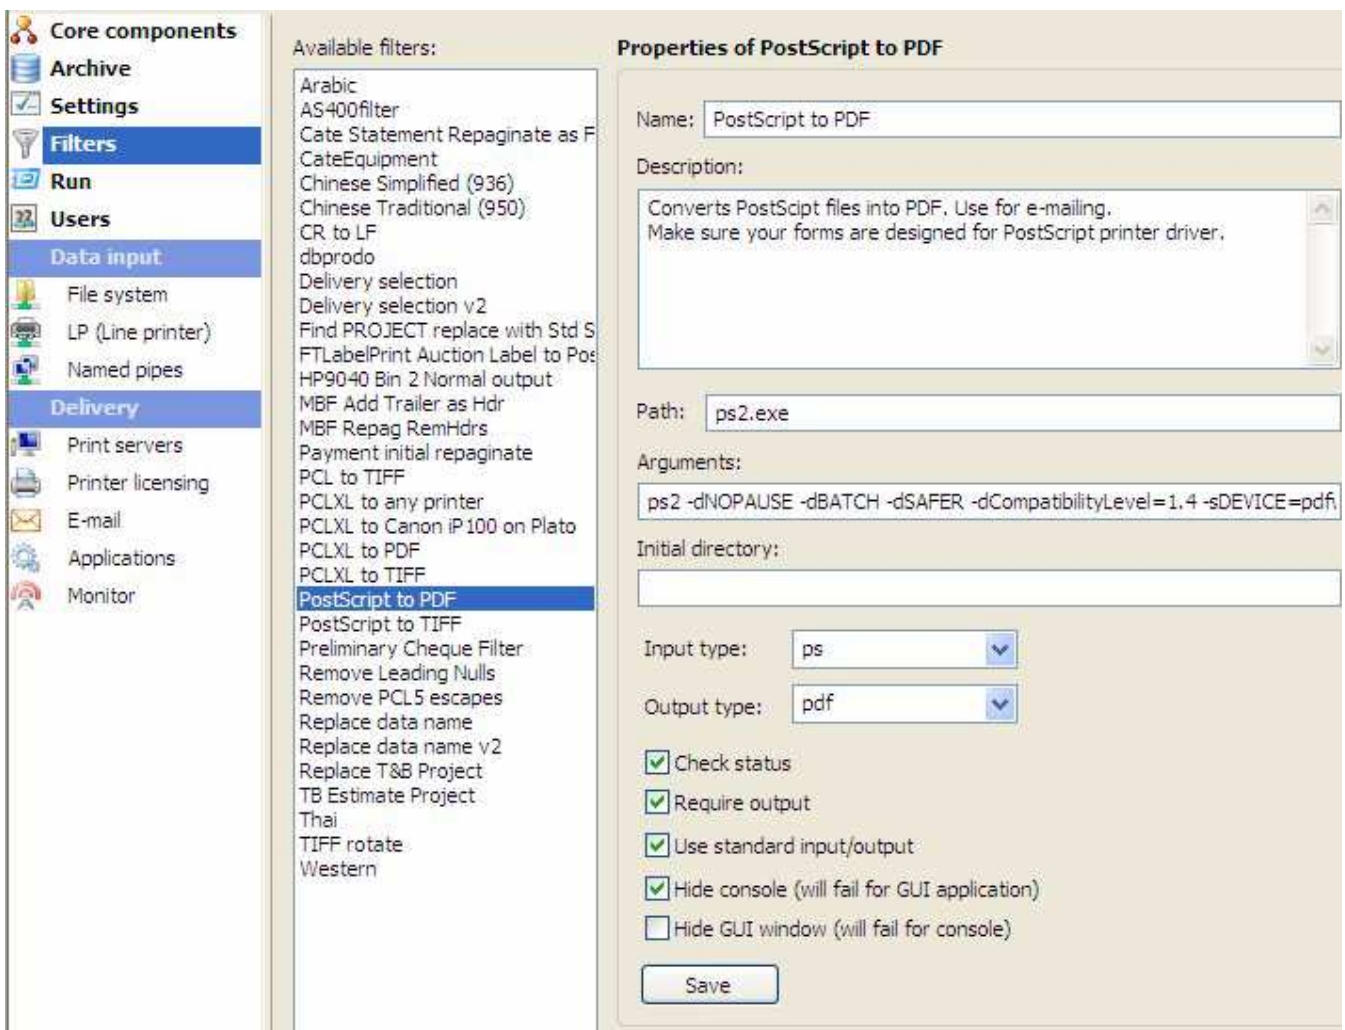 Core components
Archive
Settings
Filters
Run
Users
Data input
File system
LP (Line printer)
Named pipes
Delivery
Print servers
Printer licensing
E-mail
Applications
Monitor
Available filters:
Arabic
AS400filter
Cate Statement Repaginate as F
CateEquipment
Chinese Simplified (936)
Chinese Traditional (950)
CR to LF
dbprodo
Delivery selection
Delivery selection v2
Find PROJECT replace with Std S
FTLabelPrint Auction Label to Pos
HP9040 Bin 2 Normal output
MBF Add Trailer as Hdr
MBF Repag RemHdrs
Payment initial repaginate
PCL to TIFF
PCLXL to any printer
PCLXL to Canon iP100 on Plato
PCLXL to PDF
PCLXL to TIFF
PostScript to PDF
PostScript to TIFF
Preliminary Cheque Filter
Remove Leading Nulls
Remove PCL5 escapes
Replace data name
Replace data name v2
Replace T&B Project
TB Estimate Project
Thai
TIFF rotate
Western
Properties of PostScript to PDF
Name: PostScript to PDF
Description:
Converts PostScipt files into PDF. Use for e-mailing.
Make sure your forms are designed for PostScript printer driver.
Path: ps2.exe
Arguments:
ps2 -dNOPAUSE -dBATCH -dSAFER -dCompatibilityLevel=1.4 -sDEVICE=pdf
Initial directory:
Input type: ps
Output type: pdf
Check status
Require output
Use standard input/output
Hide console (will fail for GUI application)
Hide GUI window (will fail for console)
Save